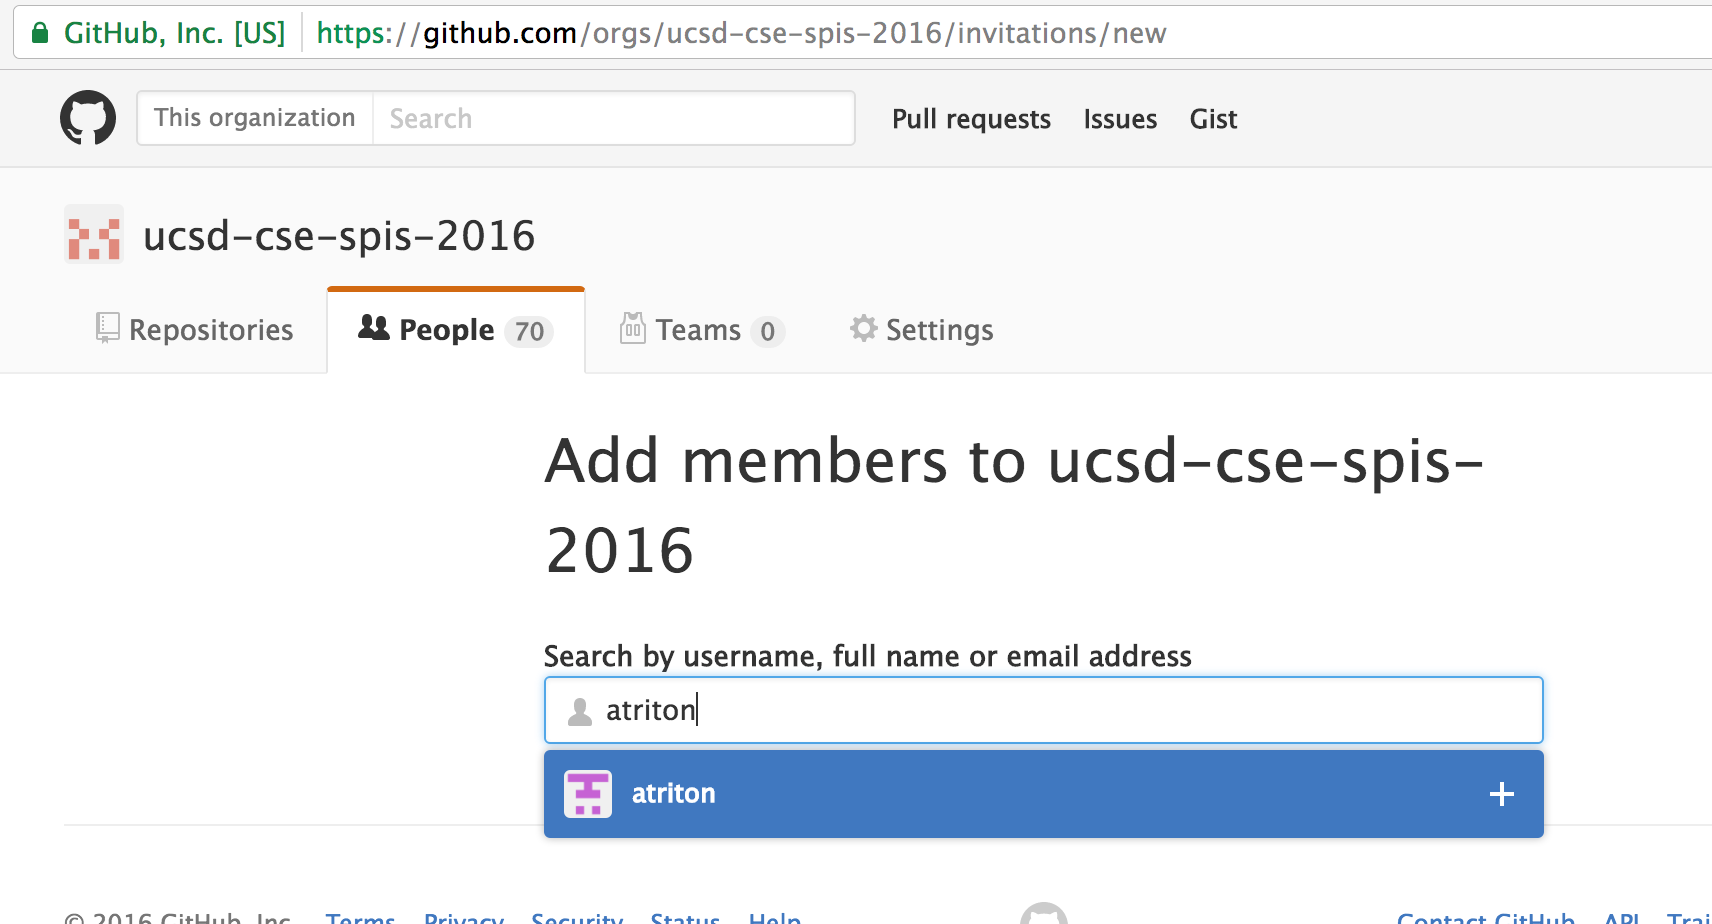 GitHub, Inc. [US] https://github.com/orgs/ucsd-cse-spis-2016/invitations/new
This organization Search Pull requests Issues Gist
ucsd-cse-spis-2016
Repositories People 70 Teams 0 Settings
Add members to ucsd-cse-spis-
2016
Search by username, full name or email address
atriton
atriton +
© 2016 GitHub, Inc. Terms Privacy Security Status Help Contact GitHub API